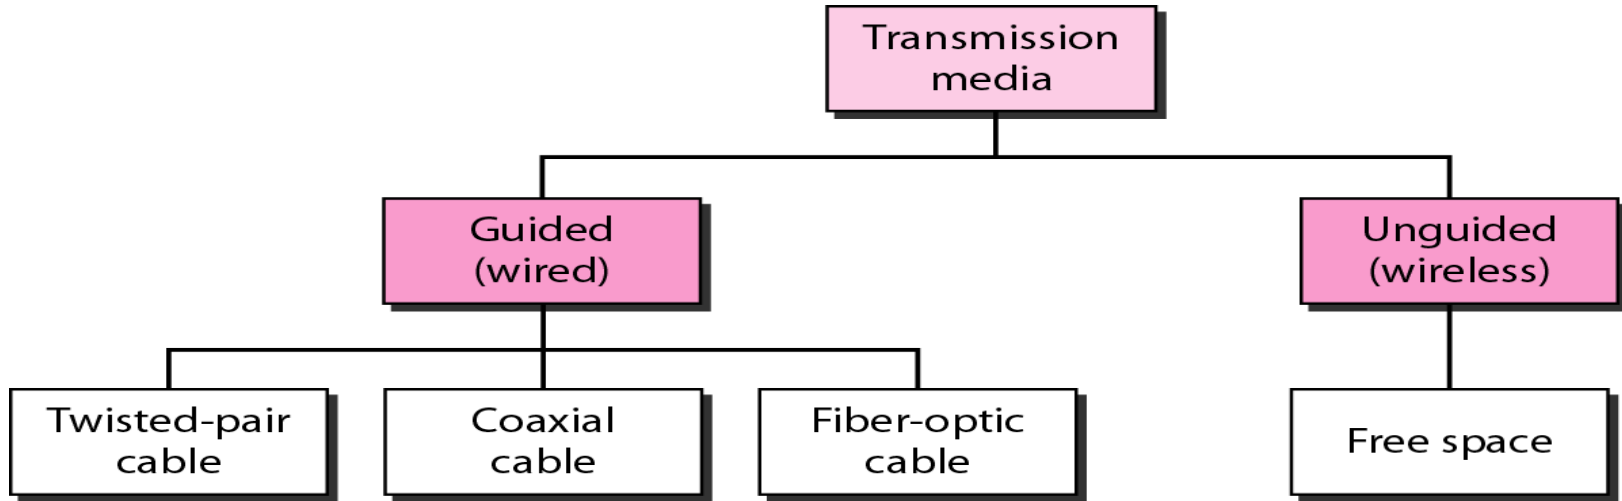 Transmission
media
Guided
(wired)
Unguided
(wireless)
Twisted-pair
cable
Coaxial
cable
Fiber-optic
cable
Free space